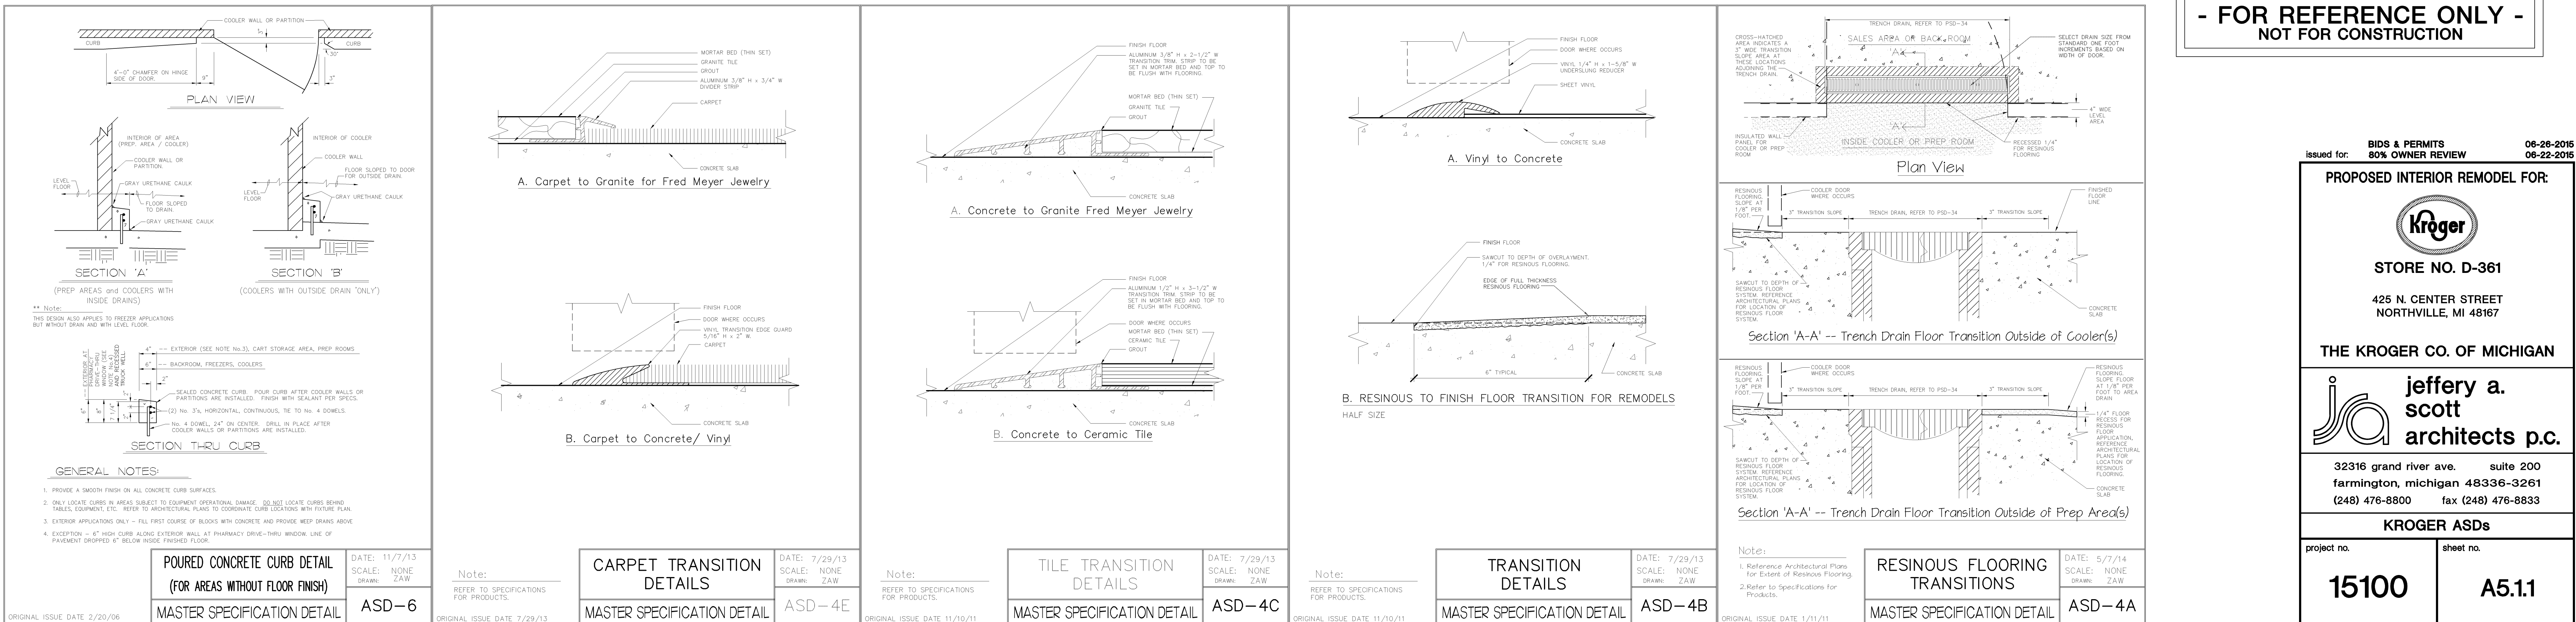 COOLER WALL OR PARTITION
CURB
CURB
3"
30°
4'-0" CHAMFER ON HINGE
SIDE OF DOOR.
9"
3"
PLAN VIEW
INTERIOR OF AREA
(PREP. AREA / COOLER)
COOLER WALL OR
PARTITION.
LEVEL
FLOOR
GRAY URETHANE CAULK
FLOOR SLOPED
TO DRAIN.
GRAY URETHANE CAULK
SECTION 'A'
(PREP AREAS and COOLERS WITH
INSIDE DRAINS)
INTERIOR OF COOLER
COOLER WALL
FLOOR SLOPED TO DOOR
FOR OUTSIDE DRAIN.
LEVEL
FLOOR
GRAY URETHANE CAULK
SECTION 'B'
(COOLERS WITH OUTSIDE DRAIN "ONLY")
** Note:
THIS DESIGN ALSO APPLIES TO FREEZER APPLICATIONS
BUT WITHOUT DRAIN AND WITH LEVEL FLOOR.
EXTERIOR AT
PHARMACY
DRIVE-THRU
WINDOW (SEE
NOTE No.4)
AND RECESSED
TRUCK WELL
4"
EXTERIOR (SEE NOTE No.3), CART STORAGE AREA, PREP ROOMS
6"
BACKROOM, FREEZERS, COOLERS
2"
SEALED CONCRETE CURB. POUR CURB AFTER COOLER WALLS OR
PARTITIONS ARE INSTALLED. FINISH WITH SEALANT PER SPECS.
6"
8"
7 1/4"
(2) No. 3's, HORIZONTAL, CONTINUOUS, TIE TO No. 4 DOWELS.
No. 4 DOWEL, 24" ON CENTER. DRILL IN PLACE AFTER
COOLER WALLS OR PARTITIONS ARE INSTALLED.
SECTION THRU CURB
GENERAL NOTES:
1. PROVIDE A SMOOTH FINISH ON ALL CONCRETE CURB SURFACES.
2. ONLY LOCATE CURBS IN AREAS SUBJECT TO EQUIPMENT OPERATIONAL DAMAGE. DO NOT LOCATE CURBS BEHIND
TABLES, EQUIPMENT, ETC. REFER TO ARCHITECTURAL PLANS TO COORDINATE CURB LOCATIONS WITH FIXTURE PLAN.
3. EXTERIOR APPLICATIONS ONLY - FILL FIRST COURSE OF BLOCKS WITH CONCRETE AND PROVIDE WEEP DRAINS ABOVE
4. EXCEPTION - 6" HIGH CURB ALONG EXTERIOR WALL AT PHARMACY DRIVE-THRU WINDOW. LINE OF
PAVEMENT DROPPED 6" BELOW INSIDE FINISHED FLOOR.
POURED CONCRETE CURB DETAIL
(FOR AREAS WITHOUT FLOOR FINISH)
DATE: 11/7/13
SCALE: NONE
DRAWN: ZAW
MASTER SPECIFICATION DETAIL
ASD-6
ORIGINAL ISSUE DATE 2/20/06
MORTAR BED (THIN SET)
GRANITE TILE
GROUT
ALUMINUM 3/8" H x 3/4" W
DIVIDER STRIP
CARPET
CONCRETE SLAB
A. Carpet to Granite for Fred Meyer Jewelry
FINISH FLOOR
DOOR WHERE OCCURS
VINYL TRANSITION EDGE GUARD
5/16" H x 2" W.
CARPET
CONCRETE SLAB
B. Carpet to Concrete/ Vinyl
Note:
REFER TO SPECIFICATIONS
FOR PRODUCTS.
CARPET TRANSITION
DETAILS
DATE: 7/29/13
SCALE: NONE
DRAWN: ZAW
MASTER SPECIFICATION DETAIL
ASD-4E
ORIGINAL ISSUE DATE 7/29/13
FINISH FLOOR
ALUMINUM 3/8" H x 2-1/2" W
TRANSITION TRIM. STRIP TO BE
SET IN MORTAR BED AND TOP TO
BE FLUSH WITH FLOORING.
MORTAR BED (THIN SET)
GRANITE TILE
GROUT
CONCRETE SLAB
A. Concrete to Granite Fred Meyer Jewelry
FINISH FLOOR
ALUMINUM 1/2" H x 3-1/2" W
TRANSITION TRIM. STRIP TO BE
SET IN MORTAR BED AND TOP TO
BE FLUSH WITH FLOORING.
DOOR WHERE OCCURS
MORTAR BED (THIN SET)
CERAMIC TILE
GROUT
CONCRETE SLAB
B. Concrete to Ceramic Tile
Note:
REFER TO SPECIFICATIONS
FOR PRODUCTS.
TILE TRANSITION
DETAILS
DATE: 7/29/13
SCALE: NONE
DRAWN: ZAW
MASTER SPECIFICATION DETAIL
ASD-4C
ORIGINAL ISSUE DATE 11/10/11
FINISH FLOOR
DOOR WHERE OCCURS
VINYL 1/4" H x 1-5/8" W
UNDERSLUNG REDUCER
SHEET VINYL
CONCRETE SLAB
A. Vinyl to Concrete
FINISH FLOOR
SAWCUT TO DEPTH OF OVERLAYMENT.
1/4" FOR RESINOUS FLOORING.
EDGE OF FULL THICKNESS
RESINOUS FLOORING
6" TYPICAL
CONCRETE SLAB
B. RESINOUS TO FINISH FLOOR TRANSITION FOR REMODELS
HALF SIZE
Note:
REFER TO SPECIFICATIONS
FOR PRODUCTS.
TRANSITION
DETAILS
DATE: 7/29/13
SCALE: NONE
DRAWN: ZAW
MASTER SPECIFICATION DETAIL
ASD-4B
ORIGINAL ISSUE DATE 11/10/11
TRENCH DRAIN, REFER TO PSD-34
CROSS-HATCHED
AREA INDICATES A
3" WIDE TRANSITION
SLOPE AREA AT
THESE LOCATIONS
ADJOINING THE
TRENCH DRAIN.
SALES AREA OR BACK ROOM
'A'
SELECT DRAIN SIZE FROM
STANDARD ONE FOOT
INCREMENTS BASED ON
WIDTH OF DOOR.
4" WIDE
LEVEL
AREA
'A'
INSULATED WALL
PANEL FOR
COOLER OR PREP
ROOM
INSIDE COOLER OR PREP ROOM
RECESSED 1/4"
FOR RESINOUS
FLOORING
Plan View
RESINOUS
FLOORING.
SLOPE AT
1/8" PER
FOOT.
COOLER DOOR
WHERE OCCURS
FINISHED
FLOOR
LINE.
3" TRANSITION SLOPE
TRENCH DRAIN, REFER TO PSD-34
3" TRANSITION SLOPE
SAWCUT TO DEPTH OF
RESINOUS FLOOR
SYSTEM. REFERENCE
ARCHITECTURAL PLANS
FOR LOCATION OF
RESINOUS FLOOR
SYSTEM.
CONCRETE
SLAB
Section 'A-A' -- Trench Drain Floor Transition Outside of Cooler(s)
RESINOUS
FLOORING.
SLOPE AT
1/8" PER
FOOT.
COOLER DOOR
WHERE OCCURS
3" TRANSITION SLOPE
TRENCH DRAIN, REFER TO PSD-34
3" TRANSITION SLOPE
RESINOUS
FLOORING.
SLOPE FLOOR
AT 1/8" PER
FOOT TO AREA
DRAIN
1/4" FLOOR
RECESS FOR
RESINOUS
FLOOR
APPLICATION,
REFERENCE
ARCHITECTURAL
PLANS FOR
LOCATION OF
RESINOUS
FLOORING.
SAWCUT TO DEPTH OF
RESINOUS FLOOR
SYSTEM. REFERENCE
ARCHITECTURAL PLANS
FOR LOCATION OF
RESINOUS FLOOR
SYSTEM.
CONCRETE
SLAB
Section 'A-A' -- Trench Drain Floor Transition Outside of Prep Area(s)
Note:
1. Reference Architectural Plans
for Extent of Resinous Flooring.
2. Refer to Specifications for
Products.
RESINOUS FLOORING
TRANSITIONS
DATE: 5/7/14
SCALE: NONE
DRAWN: ZAW
MASTER SPECIFICATION DETAIL
ASD-4A
ORIGINAL ISSUE DATE 1/11/11
- FOR REFERENCE ONLY -
NOT FOR CONSTRUCTION
issued for:
BIDS & PERMITS 06-26-2015
80% OWNER REVIEW 06-22-2015
PROPOSED INTERIOR REMODEL FOR:
Kroger
STORE NO. D-361
425 N. CENTER STREET
NORTHVILLE, MI 48167
THE KROGER CO. OF MICHIGAN
jsa
jeffery a.
scott
architects p.c.
32316 grand river ave. suite 200
farmington, michigan 48336-3261
(248) 476-8800 fax (248) 476-8833
KROGER ASDs
project no.
15100
sheet no.
A5.1.1